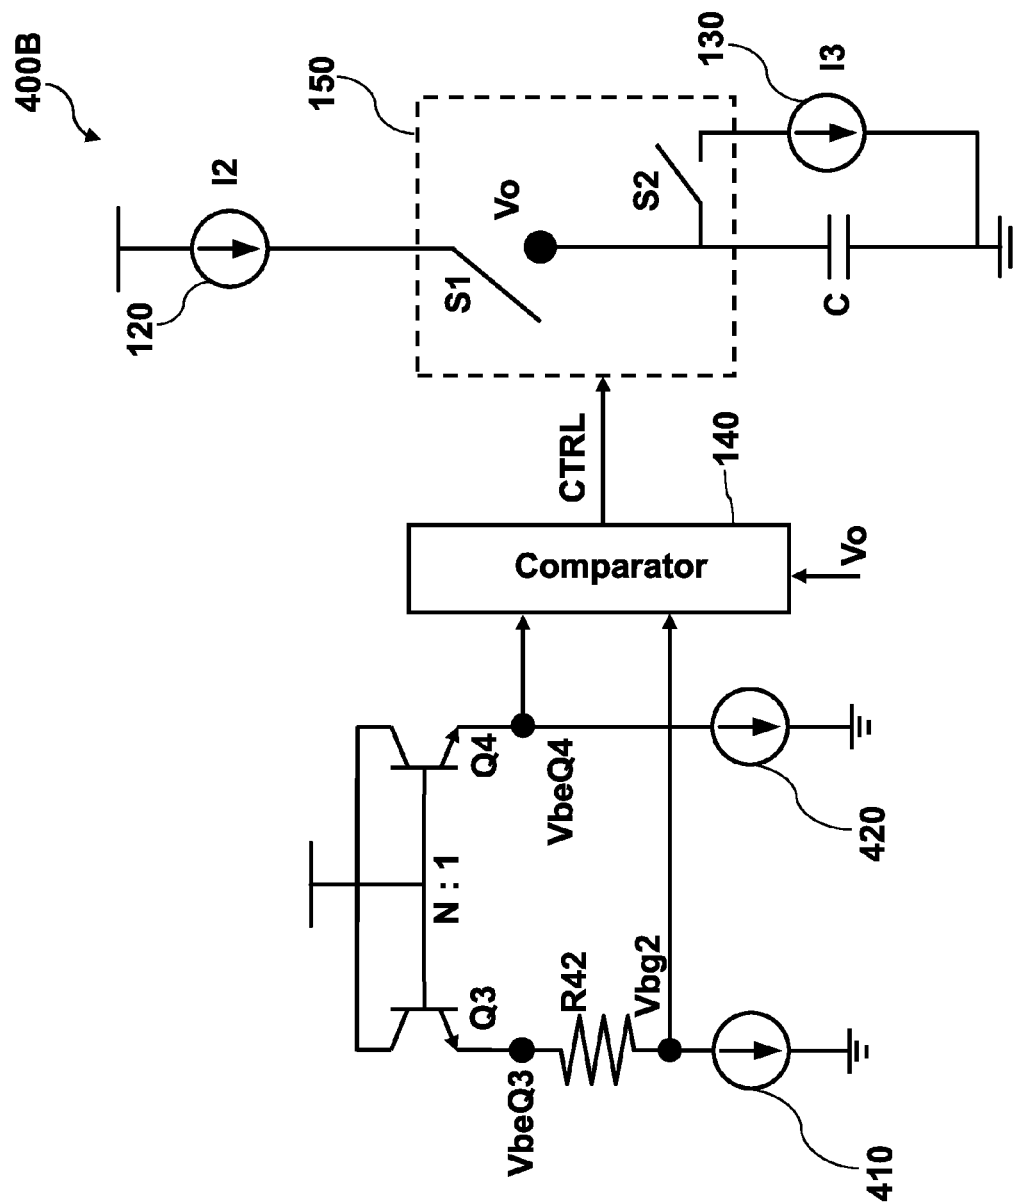 400B
120
I2
150
S1
Vo
S2
130
I3
C
CTRL
140
Comparator
Vo
N : 1
Q3
Q4
VbeQ3
VbeQ4
R42
Vbg2
410
420